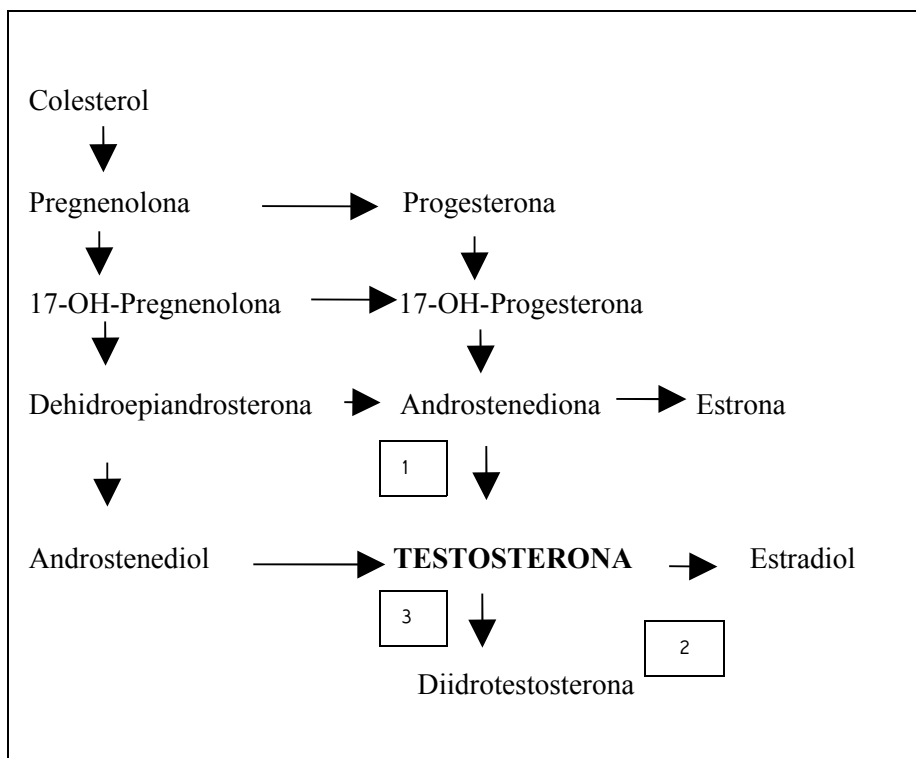 Colesterol
Pregnenolona Progesterona
17-OH-Pregnenolona 17-OH-Progesterona
Dehidroepiandrosterona Androstenediona Estrona
1
Androstenediol TESTOSTERONA Estradiol
3
2
Diidrotestosterona